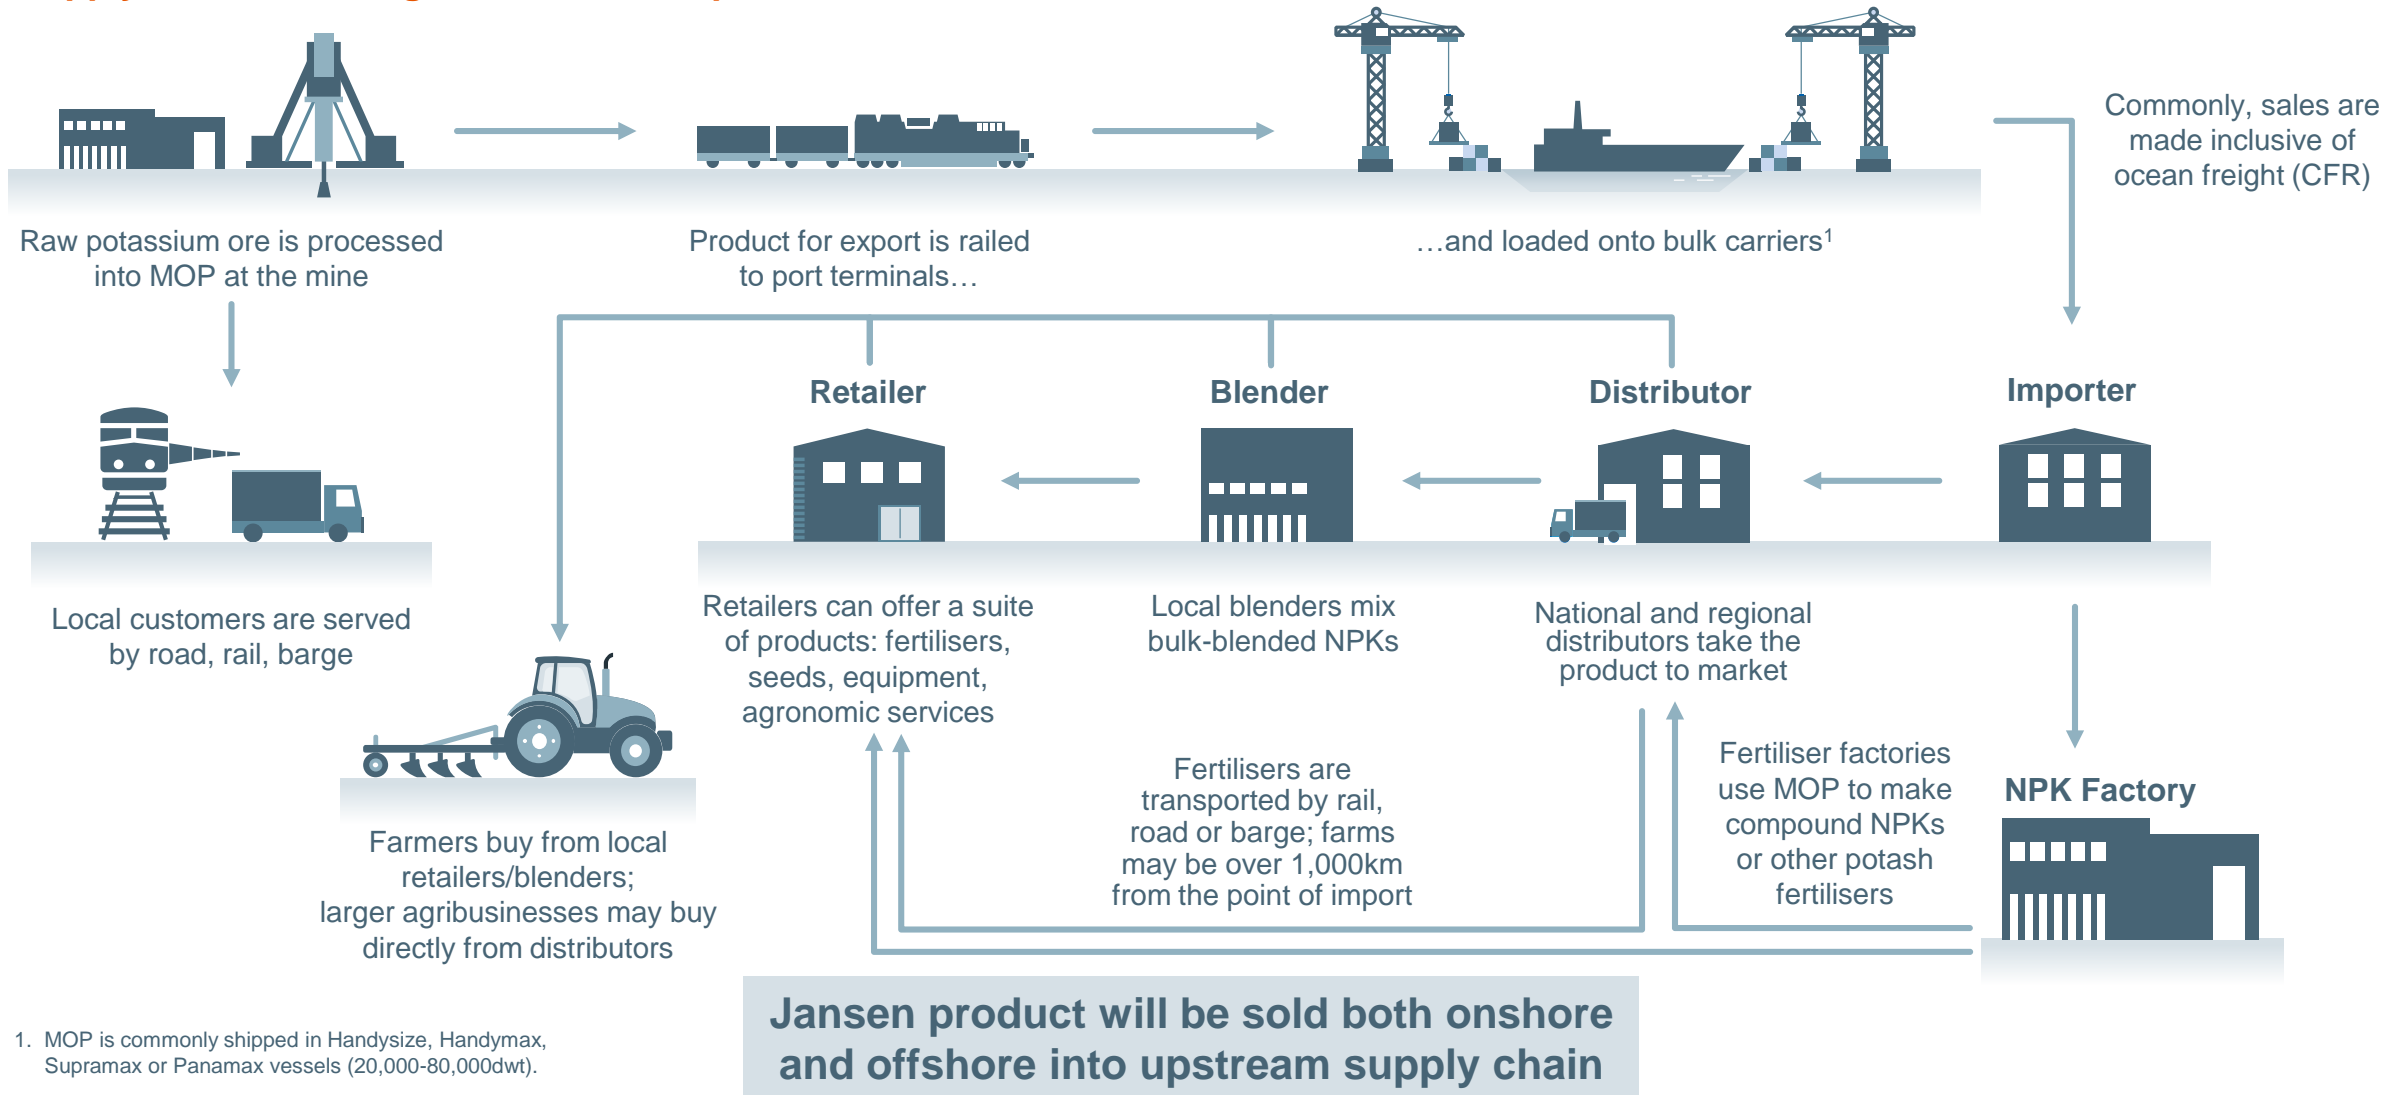 Commonly, sales are
made inclusive of
ocean freight (CFR)
Raw potassium ore is processed
into MOP at the mine
Product for export is railed
to port terminals…
…and loaded onto bulk carriers¹
Retailer
Blender
Distributor
Importer
Local customers are served
by road, rail, barge
Retailers can offer a suite
of products: fertilisers,
seeds, equipment,
agronomic services
Local blenders mix
bulk-blended NPKs
National and regional
distributors take the
product to market
Fertilisers are
transported by rail,
road or barge; farms
may be over 1,000km
from the point of import
Fertiliser factories
use MOP to make
compound NPKs
or other potash
fertilisers
NPK Factory
Farmers buy from local
retailers/blenders;
larger agribusinesses may buy
directly from distributors
Jansen product will be sold both onshore
and offshore into upstream supply chain
1. MOP is commonly shipped in Handysize, Handymax,
Supramax or Panamax vessels (20,000-80,000dwt).